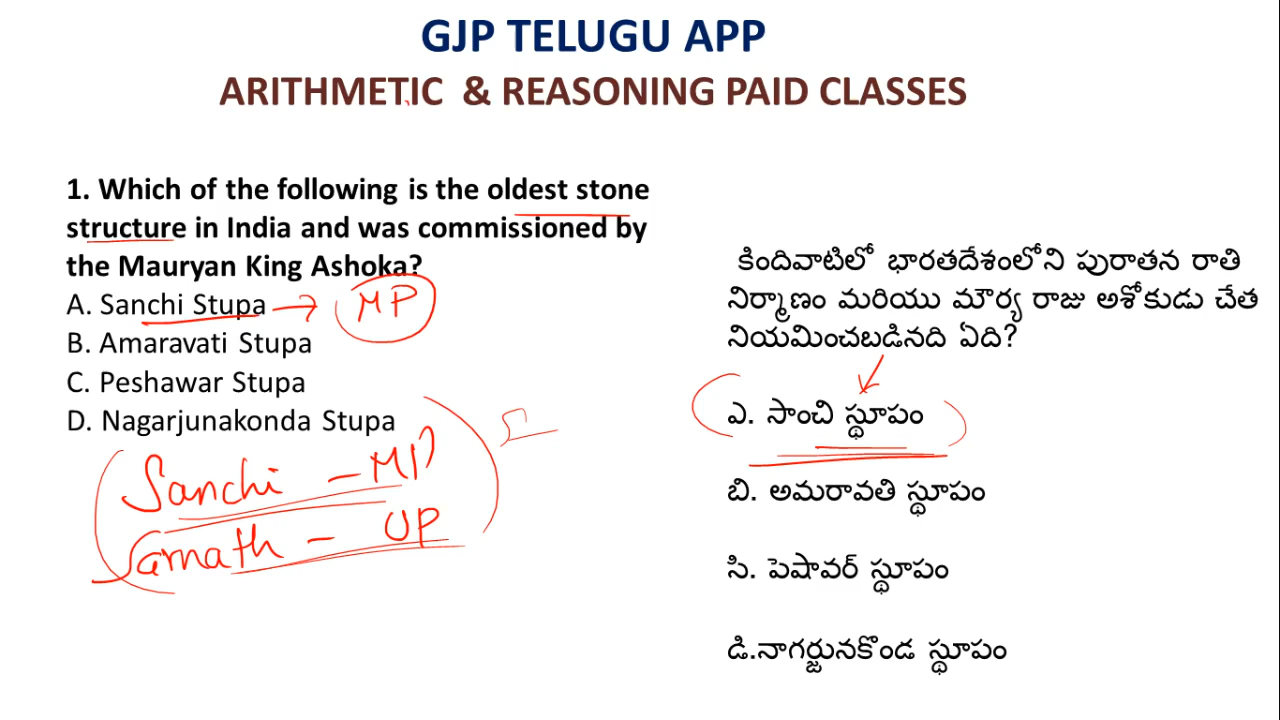 GJP TELUGU APP
ARITHMETIC & REASONING PAID CLASSES
1. Which of the following is the oldest stone
structure in India and was commissioned by
the Mauryan King Ashoka?
A. Sanchi Stupa → MP
B. Amaravati Stupa
C. Peshawar Stupa
D. Nagarjunakonda Stupa
Sanchi - MP
Sarnath - UP
కిందివాటిలో భారతదేశంలోని పురాతన రాతి
నిర్మాణం మరియు మౌర్య రాజు అశోకుడు చేత
నియమించబడినది ఏది?
ఎ. సాంచి స్థూపం
బి. అమరావతి స్థూపం
సి. పెషావర్ స్థూపం
డి.నాగర్జునకొండ స్థూపం